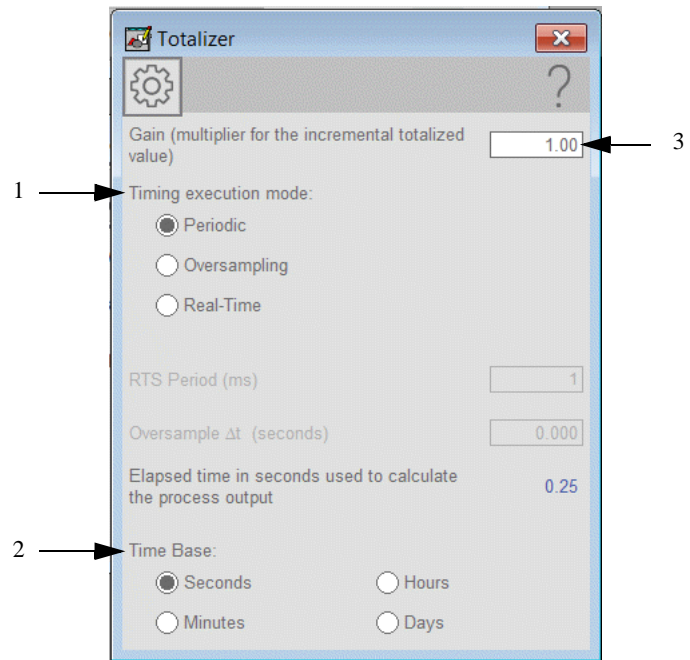 Totalizer
?
Gain (multiplier for the incremental totalized
value)
1.00
3
1
Timing execution mode:
Periodic
Oversampling
Real-Time
RTS Period (ms)
1
Oversample Δt (seconds)
0.000
Elapsed time in seconds used to calculate
the process output
0.25
2
Time Base:
Seconds
Hours
Minutes
Days